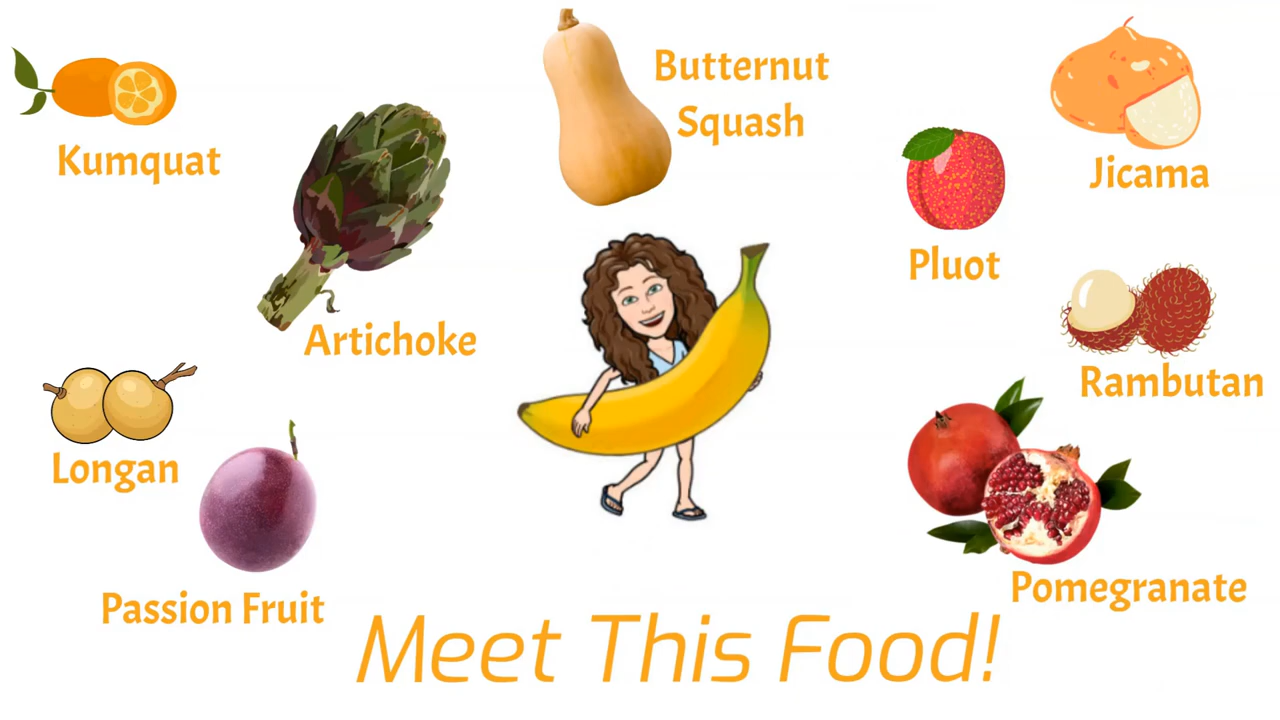 Butternut
Squash
Kumquat
Jicama
Pluot
Artichoke
Rambutan
Longan
Pomegranate
Passion Fruit
Meet This Food!